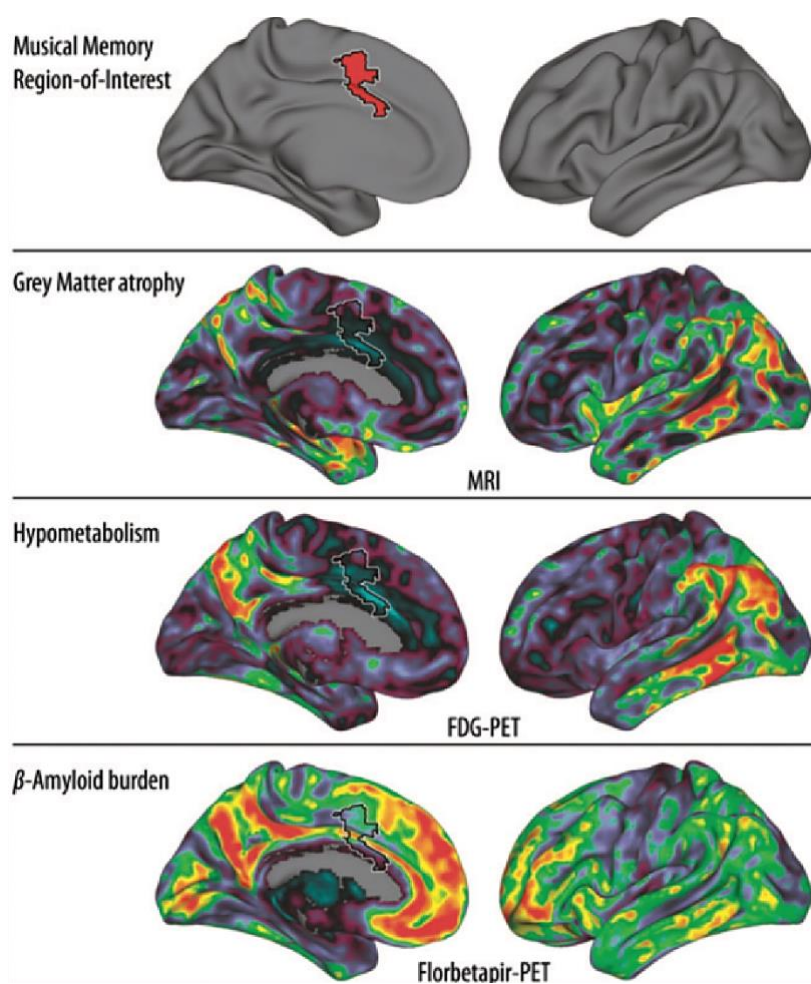 Musical Memory
Region-of-Interest
Grey Matter atrophy
MRI
Hypometabolism
FDG-PET
β-Amyloid burden
Florbetapir-PET